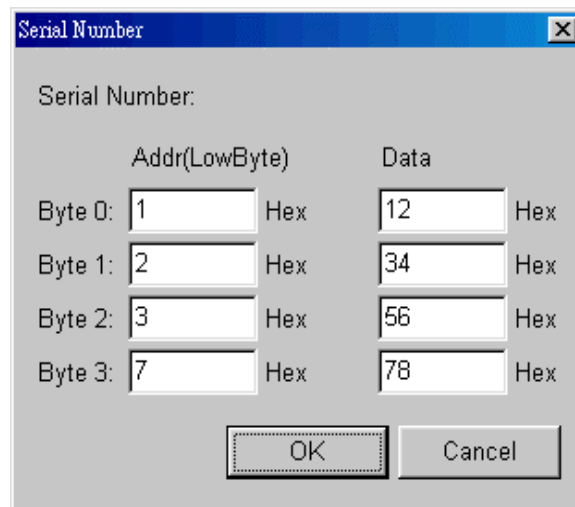 Serial Number
Serial Number:
Addr(LowByte) Data
Byte 0: 1 Hex 12 Hex
Byte 1: 2 Hex 34 Hex
Byte 2: 3 Hex 56 Hex
Byte 3: 7 Hex 78 Hex
OK Cancel